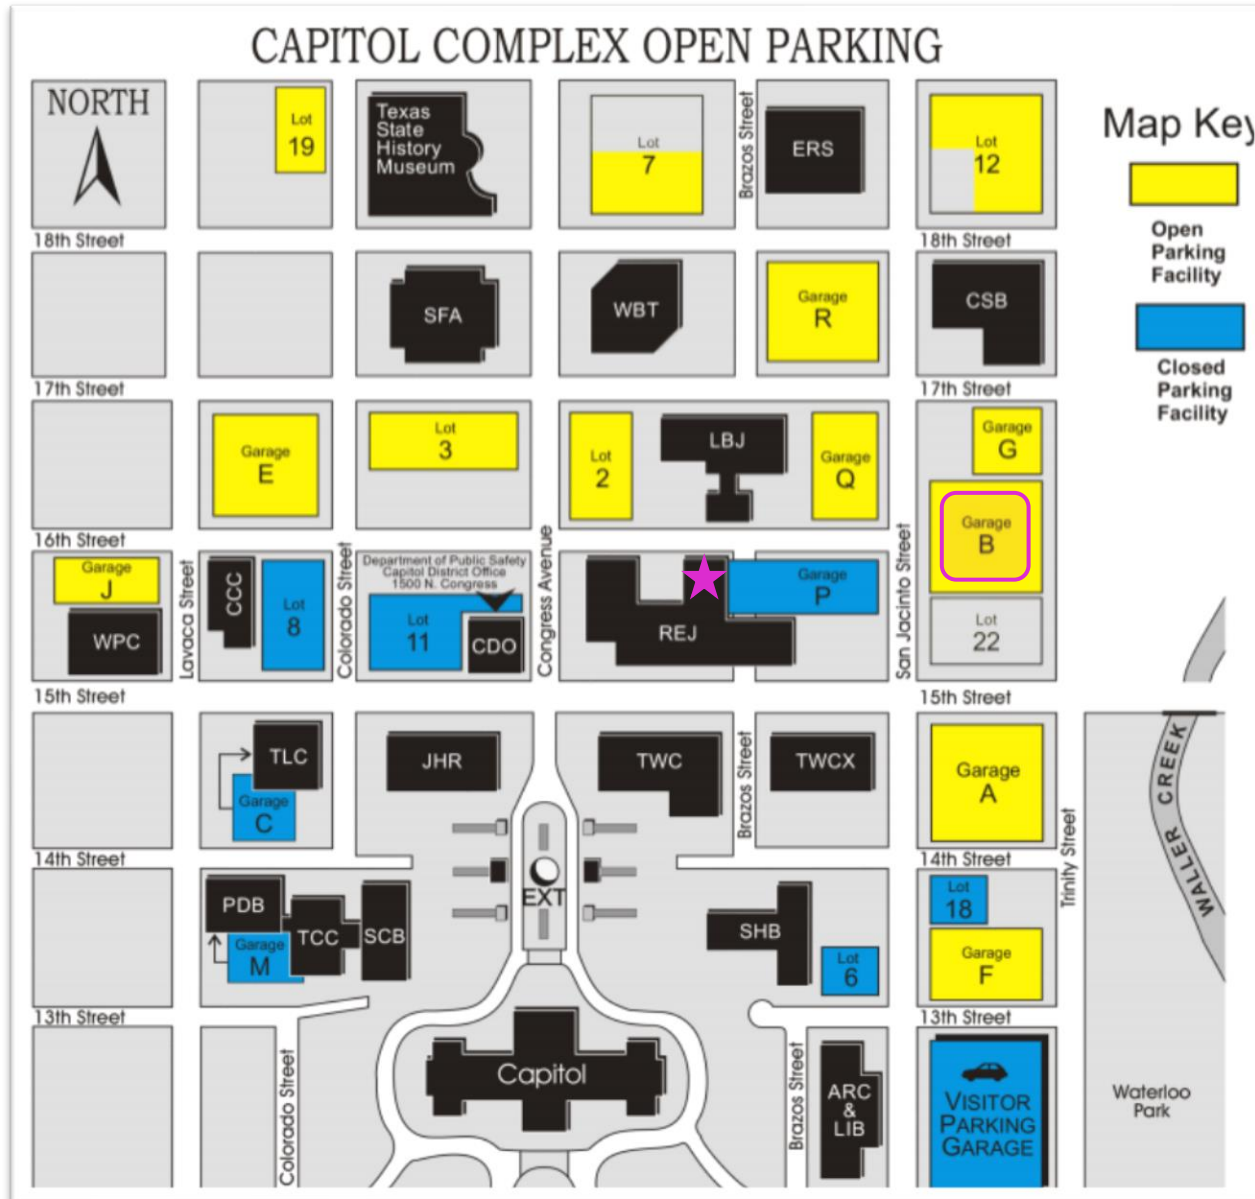 CAPITOL COMPLEX OPEN PARKING
NORTH
Lot
19
Texas
State
History
Museum
Lot
7
Brazos Street
ERS
Lot
12
Map Key
Open
Parking
Facility
Closed
Parking
Facility
18th Street
18th Street
SFA
WBT
Garage
R
CSB
17th Street
17th Street
Garage
E
Lot
3
Lot
2
LBJ
Garage
Q
Garage
G
Garage
B
16th Street
Garage
J
WPC
Lavaca Street
CCC
Lot
8
Colorado Street
Department of Public Safety
Capitol District Office
1500 N. Congress
Lot
11
CDO
Congress Avenue
REJ
Garage
P
San Jacinto Street
Lot
22
15th Street
15th Street
TLC
Garage
C
JHR
TWC
Brazos Street
TWCX
Garage
A
WALLER CREEK
14th Street
14th Street
Trinity Street
PDB
Garage
M
TCC
SCB
EXT
SHB
Lot
6
Lot
18
Garage
F
13th Street
13th Street
Colorado Street
Capitol
Brazos Street
ARC
&
LIB
VISITOR
PARKING
GARAGE
Waterloo
Park